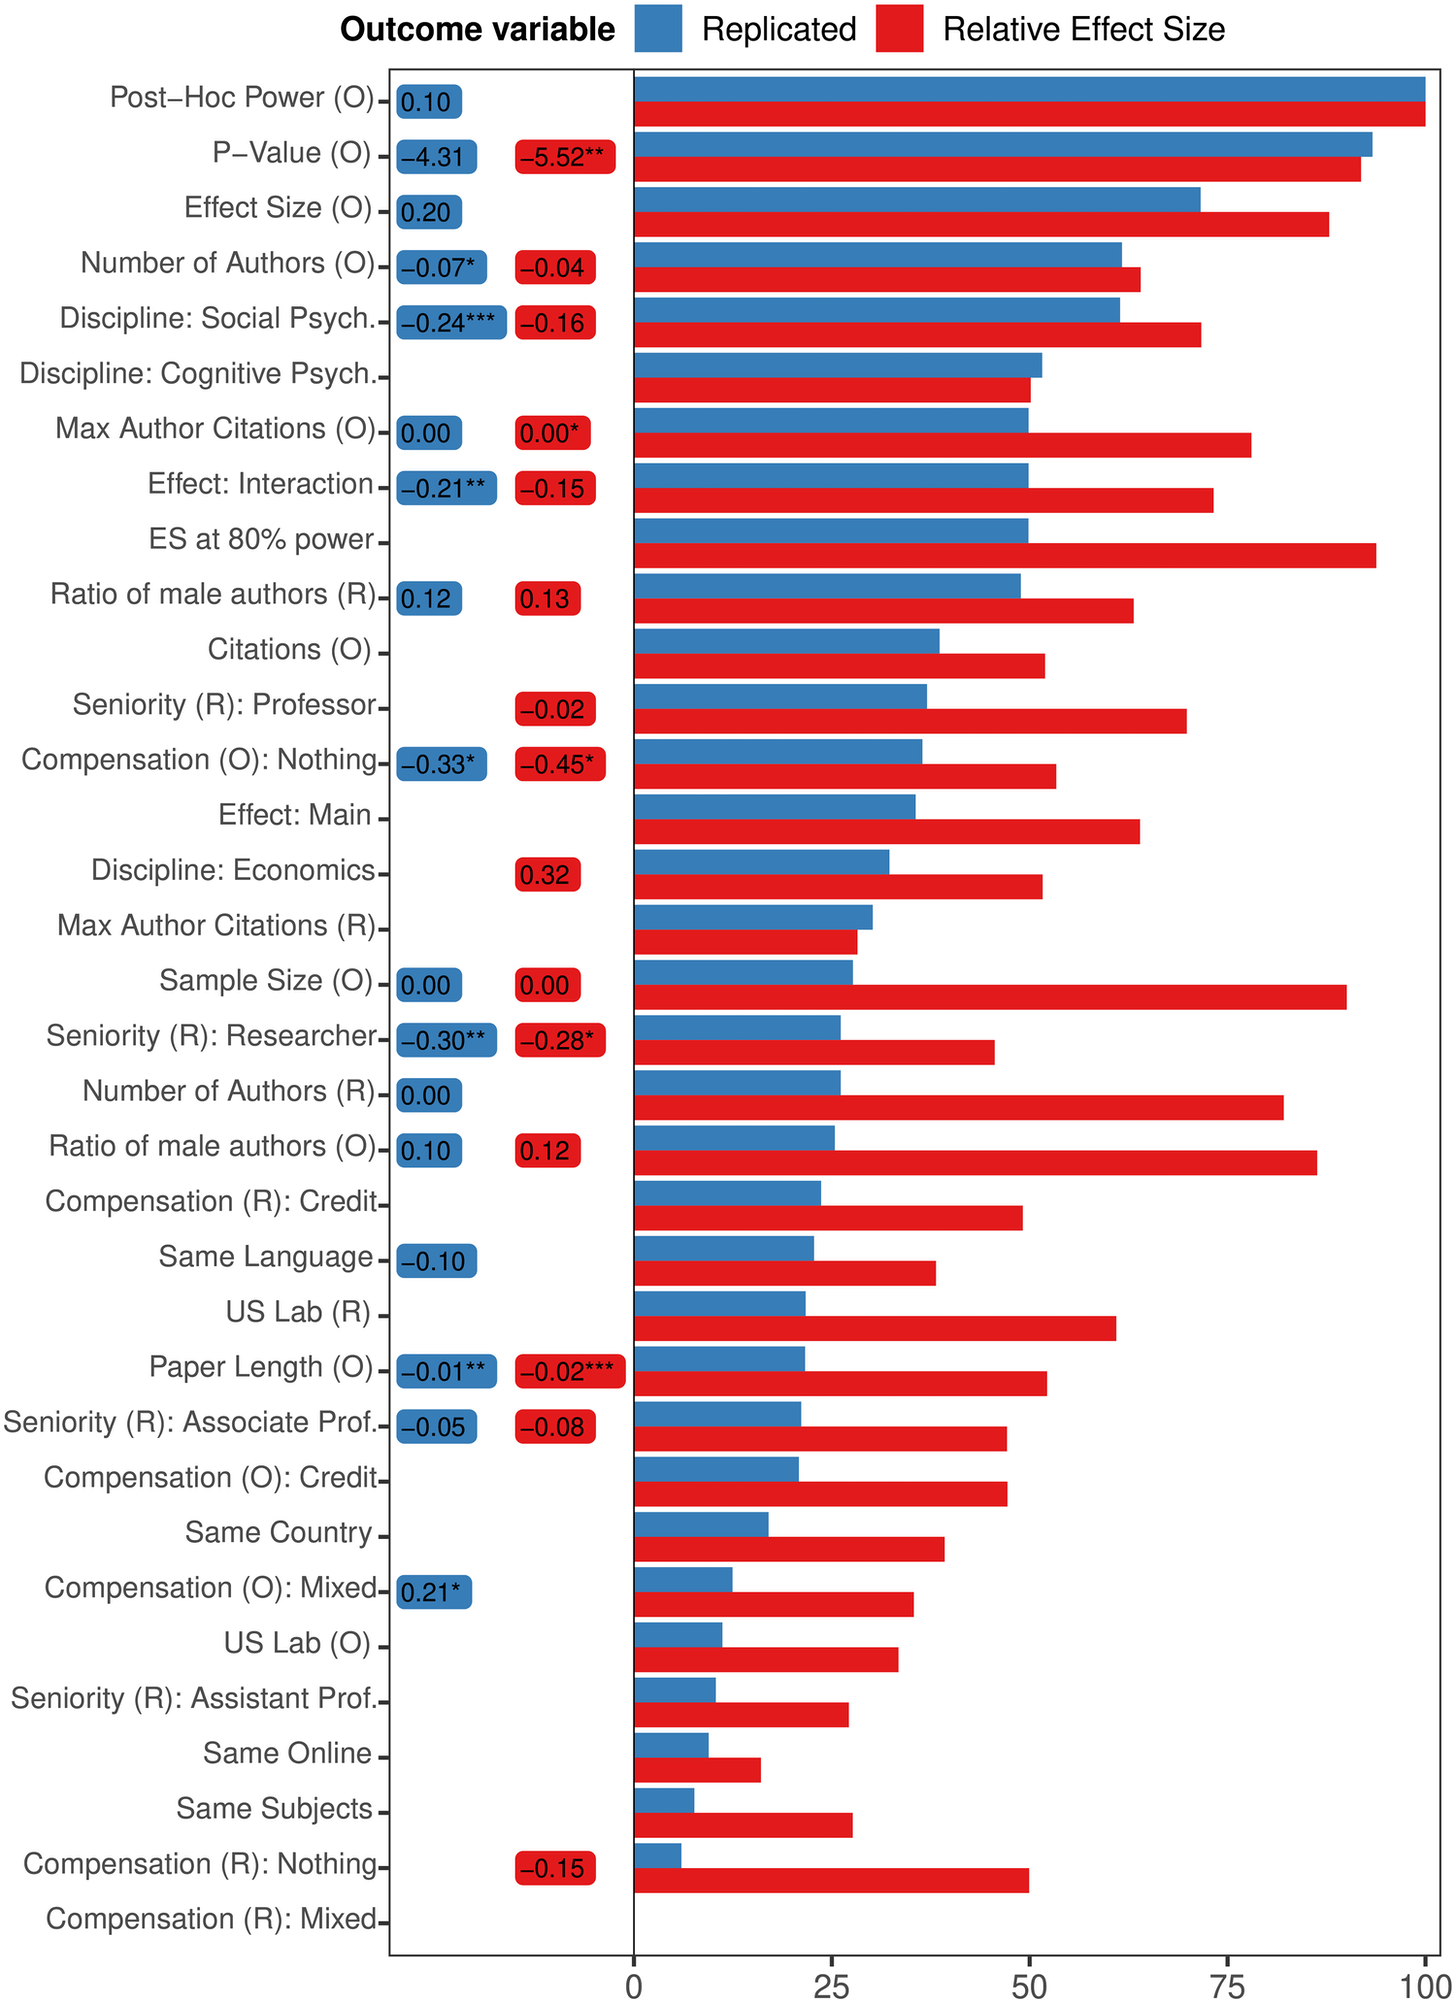 Outcome variable Replicated Relative Effect Size
Post−Hoc Power (O) 0.10
P−Value (O) −4.31 −5.52**
Effect Size (O) 0.20
Number of Authors (O) −0.07* −0.04
Discipline: Social Psych. −0.24*** −0.16
Discipline: Cognitive Psych.
Max Author Citations (O) 0.00 0.00*
Effect: Interaction −0.21** −0.15
ES at 80% power
Ratio of male authors (R) 0.12 0.13
Citations (O)
Seniority (R): Professor −0.02
Compensation (O): Nothing −0.33* −0.45*
Effect: Main
Discipline: Economics 0.32
Max Author Citations (R)
Sample Size (O) 0.00 0.00
Seniority (R): Researcher −0.30** −0.28*
Number of Authors (R) 0.00
Ratio of male authors (O) 0.10 0.12
Compensation (R): Credit
Same Language −0.10
US Lab (R)
Paper Length (O) −0.01** −0.02***
Seniority (R): Associate Prof. −0.05 −0.08
Compensation (O): Credit
Same Country
Compensation (O): Mixed 0.21*
US Lab (O)
Seniority (R): Assistant Prof.
Same Online
Same Subjects
Compensation (R): Nothing −0.15
Compensation (R): Mixed
0 25 50 75 100